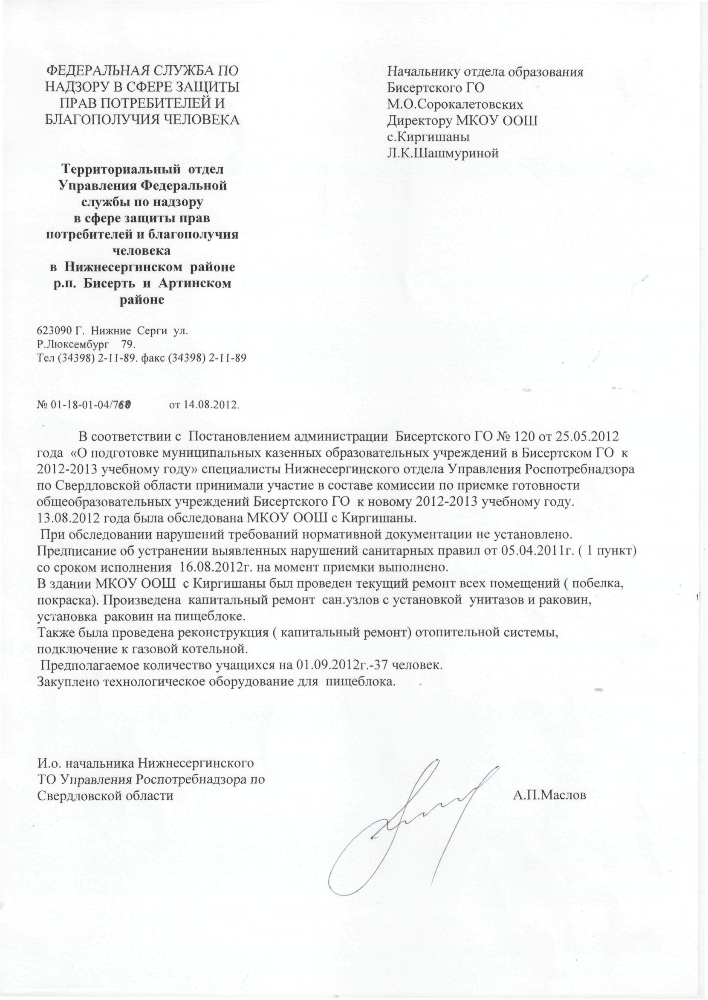 ФЕДЕРАЛЬНАЯ СЛУЖБА ПО
НАДЗОРУ В СФЕРЕ ЗАЩИТЫ
ПРАВ ПОТРЕБИТЕЛЕЙ И
БЛАГОПОЛУЧИЯ ЧЕЛОВЕКА
Территориальный отдел
Управления Федеральной
службы по надзору
в сфере защиты прав
потребителей и благополучия
человека
в Нижнесергинском районе
р.п. Бисерть и Артинском
районе
623090 Г. Нижние Серги ул.
Р.Люксембург 79.
Тел (34398) 2-11-89. факс (34398) 2-11-89
Начальнику отдела образования
Бисертского ГО
М.О.Сорокалетовских
Директору МКОУ ООШ
с.Киргишаны
Л.К.Шашмуриной
от 14.08.2012.
В соответствии с Постановлением администрации Бисертского ГО № 120 от 25.05.2012
года «О подготовке муниципальных казенных образовательных учреждений в Бисертском ГО к
2012-2013 учебному году» специалисты Нижнесергинского отдела Управления Роспотребнадзора
по Свердловской области принимали участие в составе комиссии по приемке готовности
общеобразовательных учреждений Бисертского ГО к новому 2012-2013 учебному году.
13.08.2012 года была обследована МКОУ ООШ с Киргишаны.
При обследовании нарушений требований нормативной документации не установлено.
Предписание об устранении выявленных нарушений санитарных правил от 05.04.2011г. ( 1 пункт)
со сроком исполнения 16.08.2012г. на момент приемки выполнено.
В здании МКОУ ООШ с Киргишаны был проведен текущий ремонт всех помещений ( побелка,
покраска). Произведена капитальный ремонт сан.узлов с установкой унитазов и раковин,
установка раковин на пищеблоке.
Также была проведена реконструкция ( капитальный ремонт) отопительной системы,
подключение к газовой котельной.
Предполагаемое количество учащихся на 01.09.2012г.-37 человек.
Закуплено технологическое оборудование для пищеблока.
И.о. начальника Нижнесергинского
ТО Управления Роспотребнадзора по
Свердловской области
А.П.Маслов